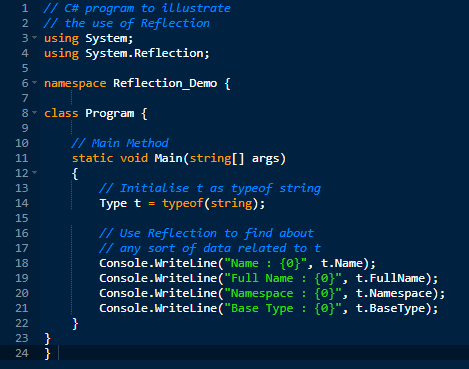 1 // C# program to illustrate
2 // the use of Reflection
3 using System;
4 using System.Reflection;
5
6 namespace Reflection_Demo {
7
8 class Program {
9
10 // Main Method
11 static void Main(string[] args)
12 {
13 // Initialise t as typeof string
14 Type t = typeof(string);
15
16 // Use Reflection to find about
17 // any sort of data related to t
18 Console.WriteLine("Name : {0}", t.Name);
19 Console.WriteLine("Full Name : {0}", t.FullName);
20 Console.WriteLine("Namespace : {0}", t.Namespace);
21 Console.WriteLine("Base Type : {0}", t.BaseType);
22 }
23 }
24 }